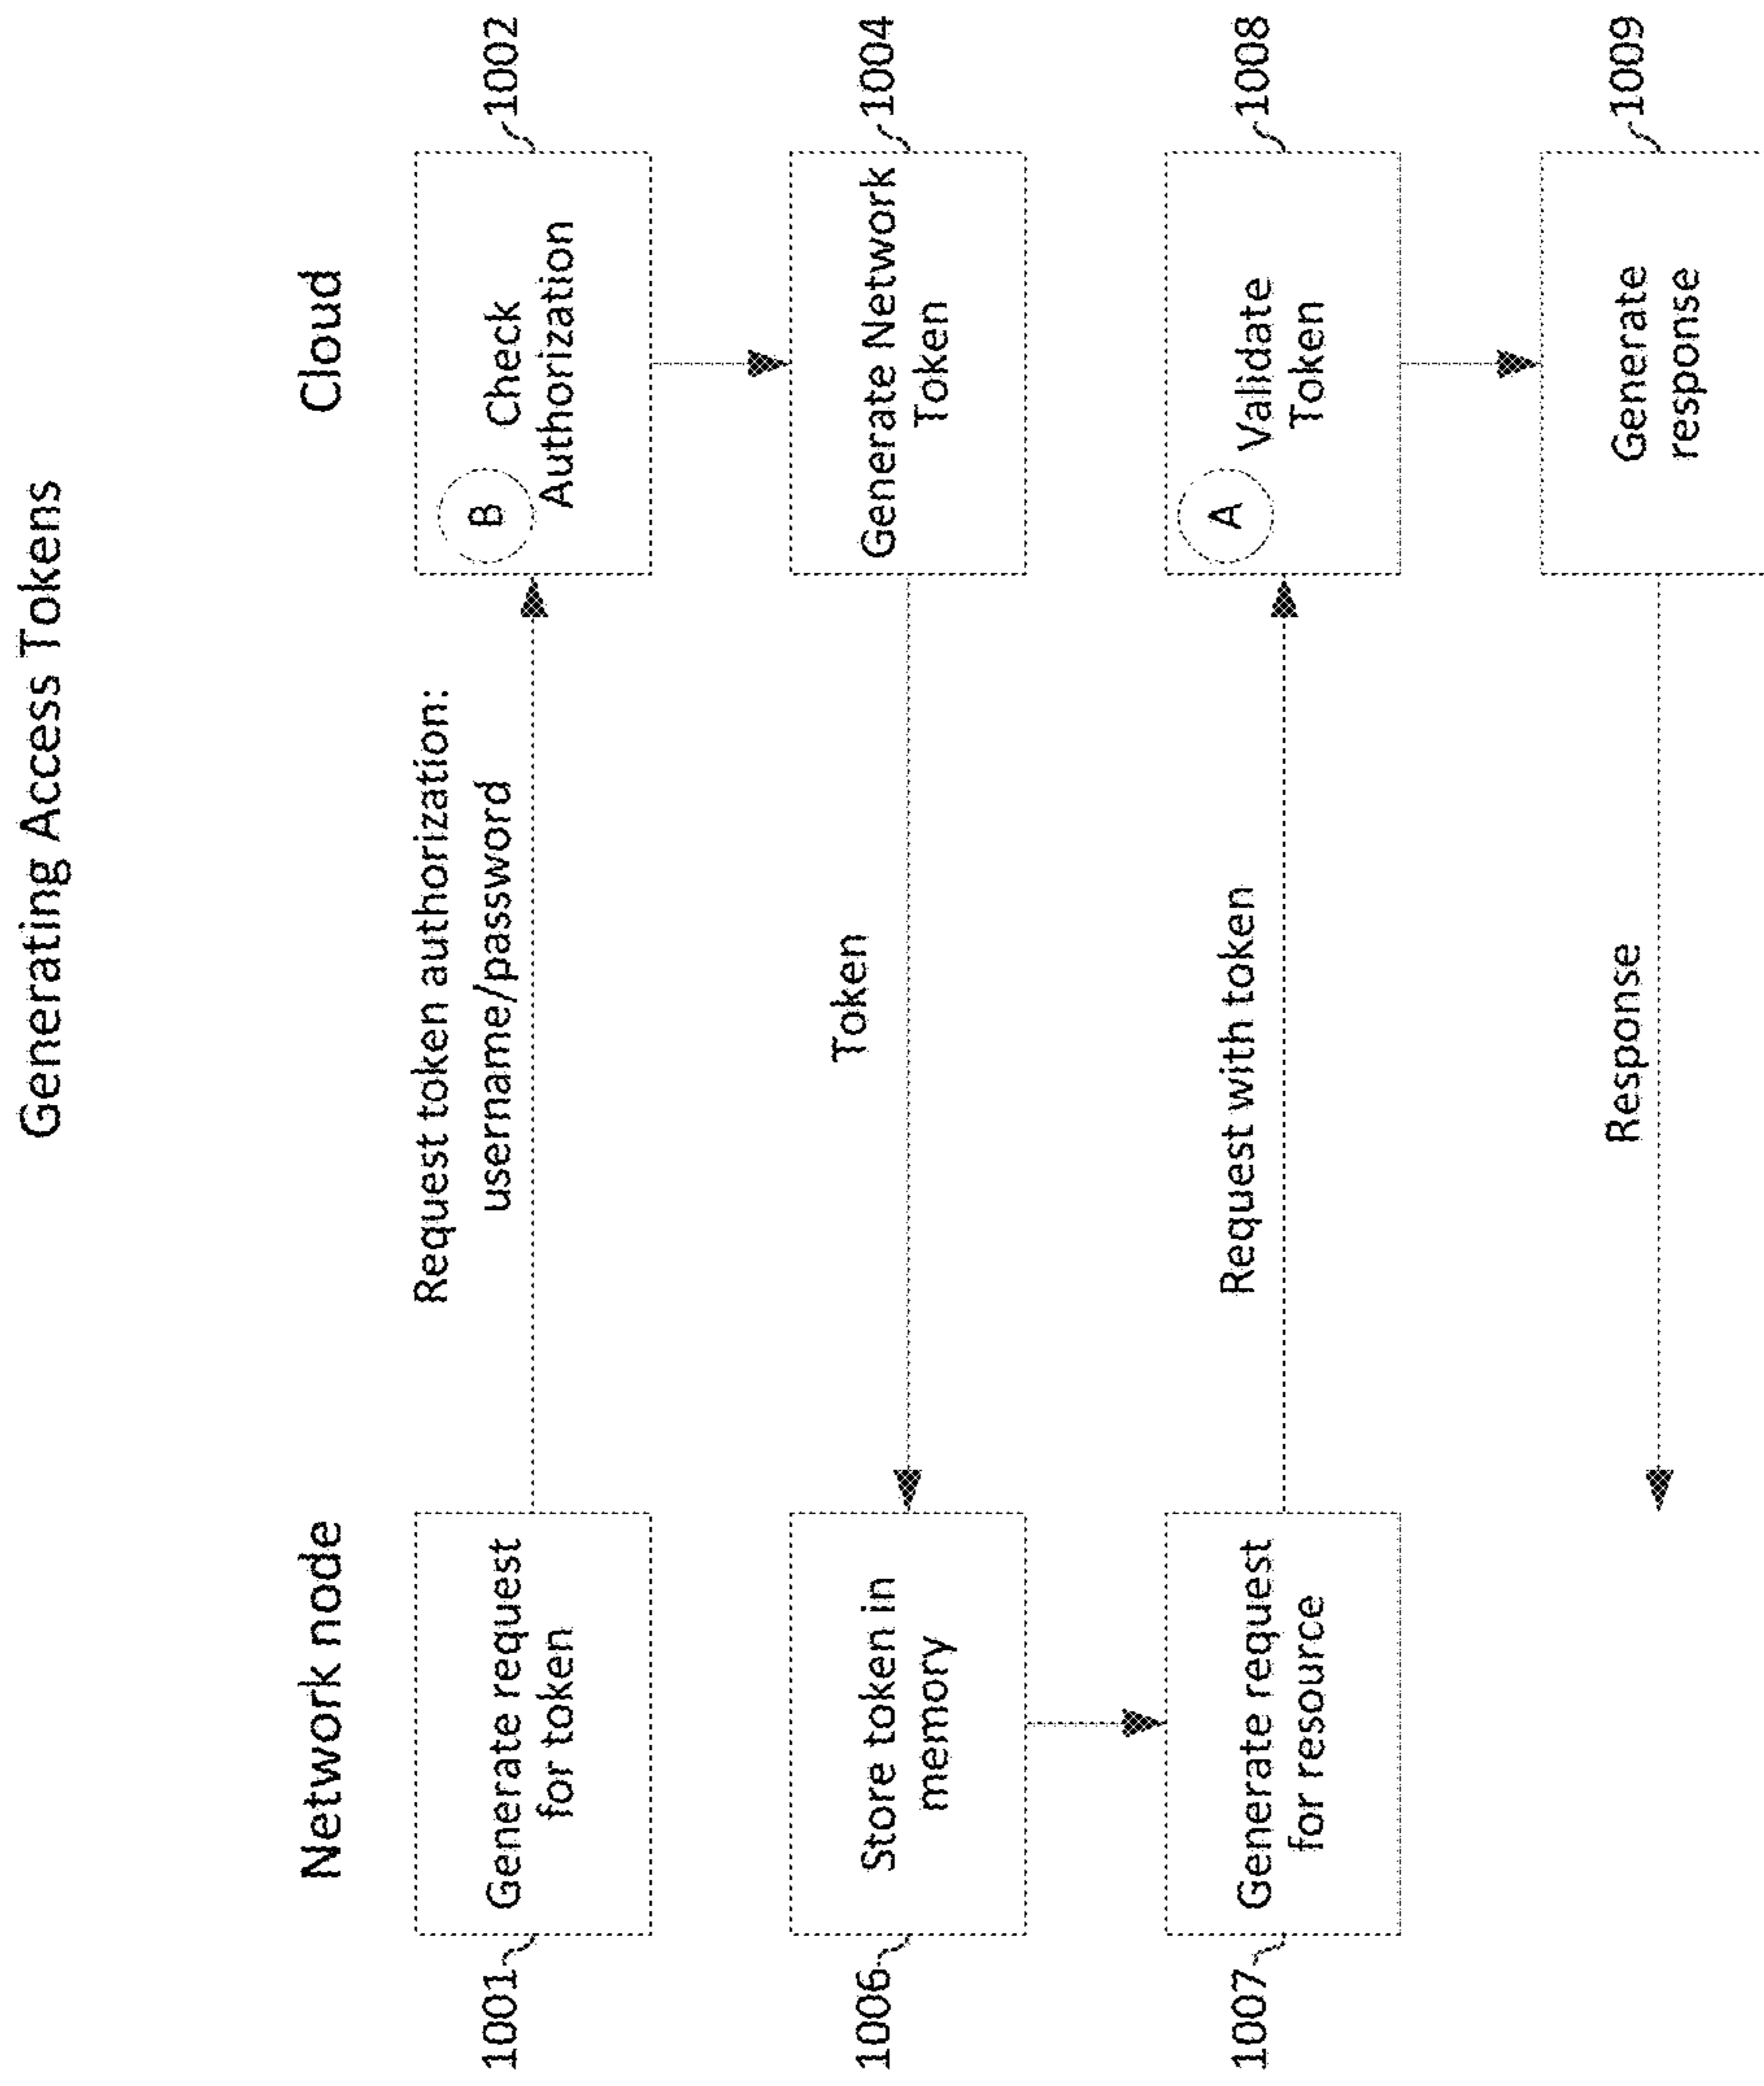 Generating Access Tokens
Network node
Cloud
1001
Generate request
for token
Request token authorization:
username/password
B
Check
Authorization
1002
1006
Store token in
memory
Token
Generate Network
Token
1004
1007
Generate request
for resource
Request with token
A
Validate
Token
1008
Response
Generate
response
1009